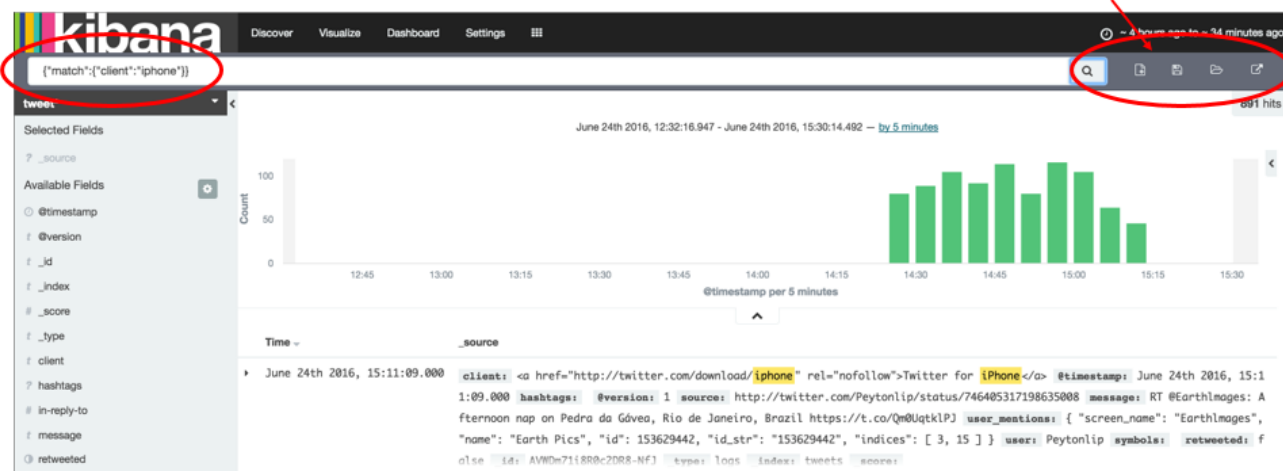 kibana
Discover Visualize Dashboard Settings
~ 4 hours ago to ~ 34 minutes ago
{"match":{"client":"iphone"}}
tweet*
891 hits
Selected Fields
? _source
Available Fields
@timestamp
t @version
t _id
t _index
# _score
t _type
t client
? hashtags
# in-reply-to
t message
retweeted
June 24th 2016, 12:32:16.947 - June 24th 2016, 15:30:14.492 — by 5 minutes
Count
100
50
0
12:45 13:00 13:15 13:30 13:45 14:00 14:15 14:30 14:45 15:00 15:15 15:30
@timestamp per 5 minutes
Time _source
June 24th 2016, 15:11:09.000 client: <a href="http://twitter.com/download/iphone" rel="nofollow">Twitter for iPhone</a> @timestamp: June 24th 2016, 15:1
1:09.000 hashtags: @version: 1 source: http://twitter.com/Peytonlip/status/746405317198635008 message: RT @EarthlMages: A
fternoon nap on Pedra da Gávea, Rio de Janeiro, Brazil https://t.co/Qm0UqtklPJ user_mentions: { "screen_name": "Earthlmages",
"name": "Earth Pics", "id": 153629442, "id_str": "153629442", "indices": [ 3, 15 ] } user: Peytonlip symbols: retweeted: f
alse _id: AVWDm71i8R0c2DR8-NfJ _type: logs _index: tweets _score: